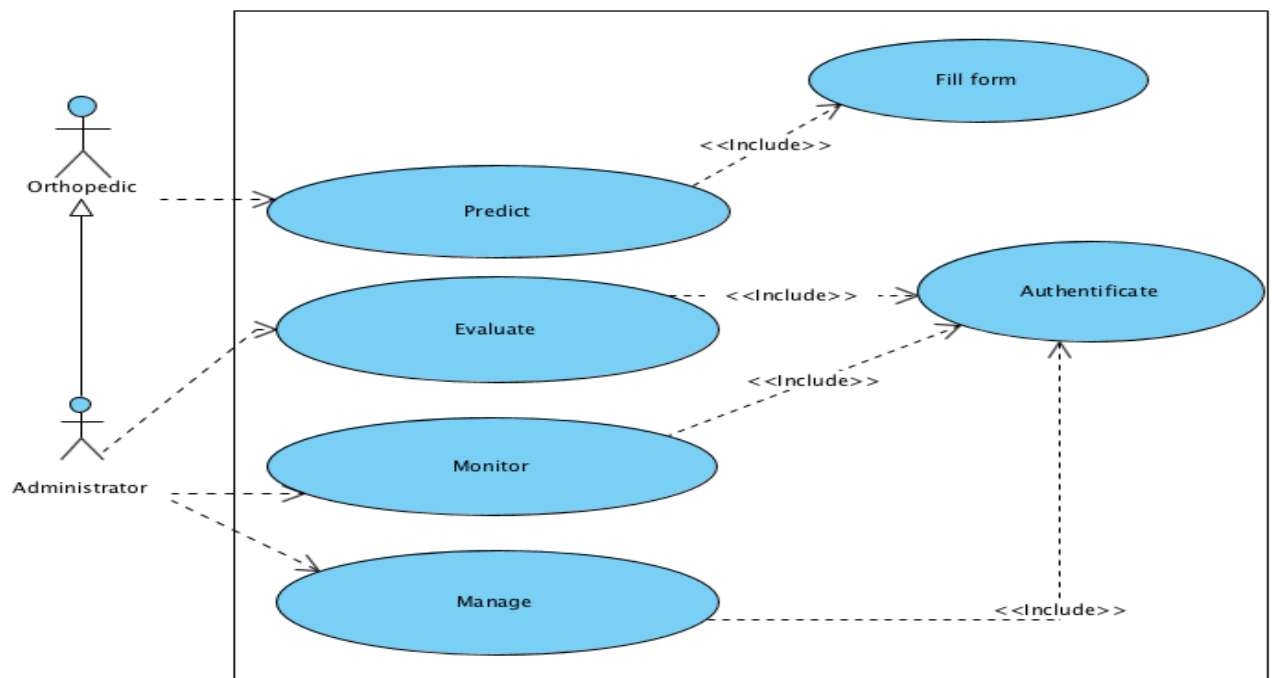 Fill form
<<Include>>
Orthopedic
Predict
Authentificate
<<Include>>
Evaluate
<<Include>>
Monitor
Administrator
Manage
<<Include>>